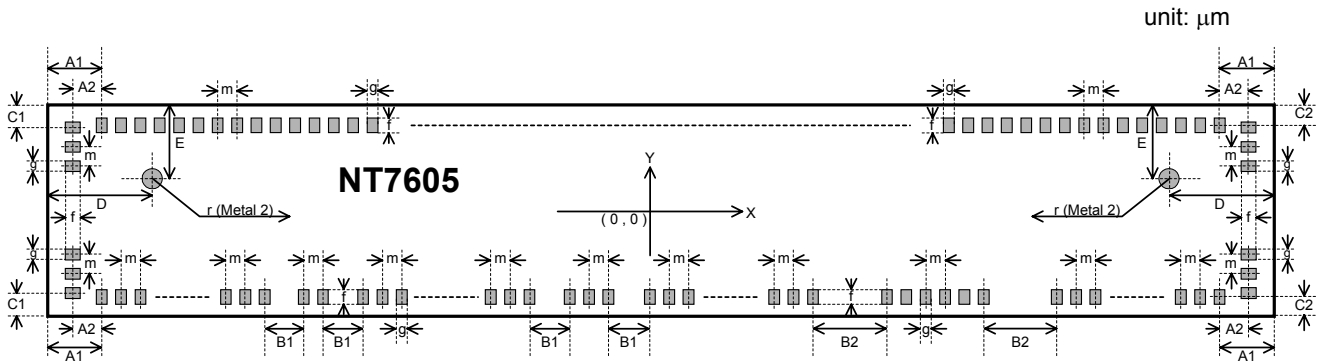 unit: μm
A1
A1
A2
A2
m
g
g
m
C1
C2
f
f
E
E
m
m
g
g
NT7605
Y
X
( 0 , 0 )
D
D
r (Metal 2)
r (Metal 2)
f
f
g
m
m
m
m
m
m
m
m
m
m
m
m
g
m
C1
f
f
C2
A2
g
g
A2
B1
B1
B1
B1
B2
B2
A1
A1